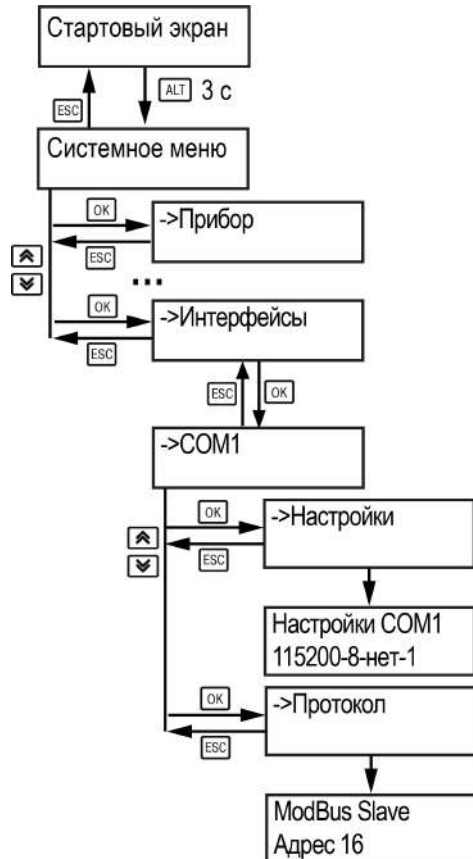 Стартовый экран
ESC
ALT 3 с
Системное меню
OK
->Прибор
ESC
...
OK
->Интерфейсы
ESC
ESC
OK
->COM1
OK
->Настройки
ESC
Настройки COM1
115200-8-нет-1
OK
->Протокол
ESC
ModBus Slave
Адрес 16